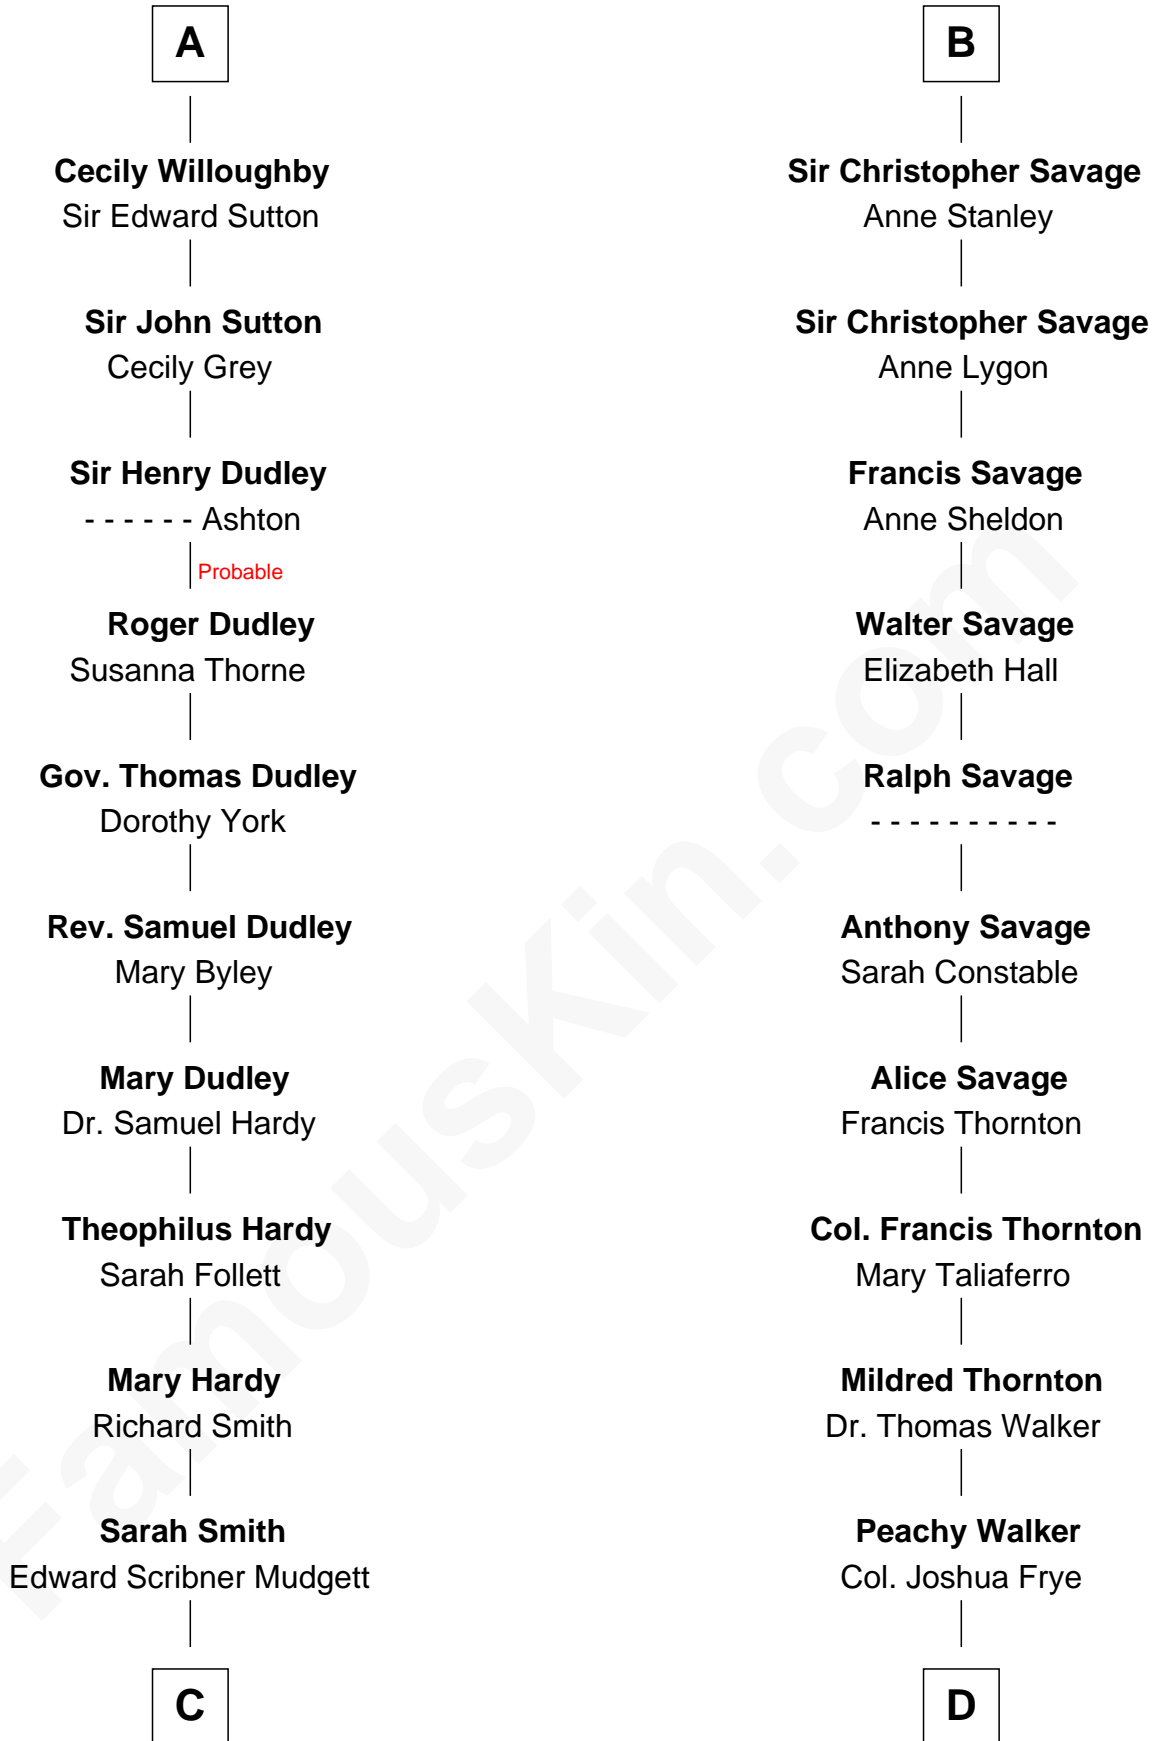 A
Cecily Willoughby
Sir Edward Sutton
Sir John Sutton
Cecily Grey
Sir Henry Dudley
- - - - - - Ashton
Probable
Roger Dudley
Susanna Thorne
Gov. Thomas Dudley
Dorothy York
Rev. Samuel Dudley
Mary Byley
Mary Dudley
Dr. Samuel Hardy
Theophilus Hardy
Sarah Follett
Mary Hardy
Richard Smith
Sarah Smith
Edward Scribner Mudgett
C
B
Sir Christopher Savage
Anne Stanley
Sir Christopher Savage
Anne Lygon
Francis Savage
Anne Sheldon
Walter Savage
Elizabeth Hall
Ralph Savage
- - - - - - - - - -
Anthony Savage
Sarah Constable
Alice Savage
Francis Thornton
Col. Francis Thornton
Mary Taliaferro
Mildred Thornton
Dr. Thomas Walker
Peachy Walker
Col. Joshua Frye
D
FamousKin.com